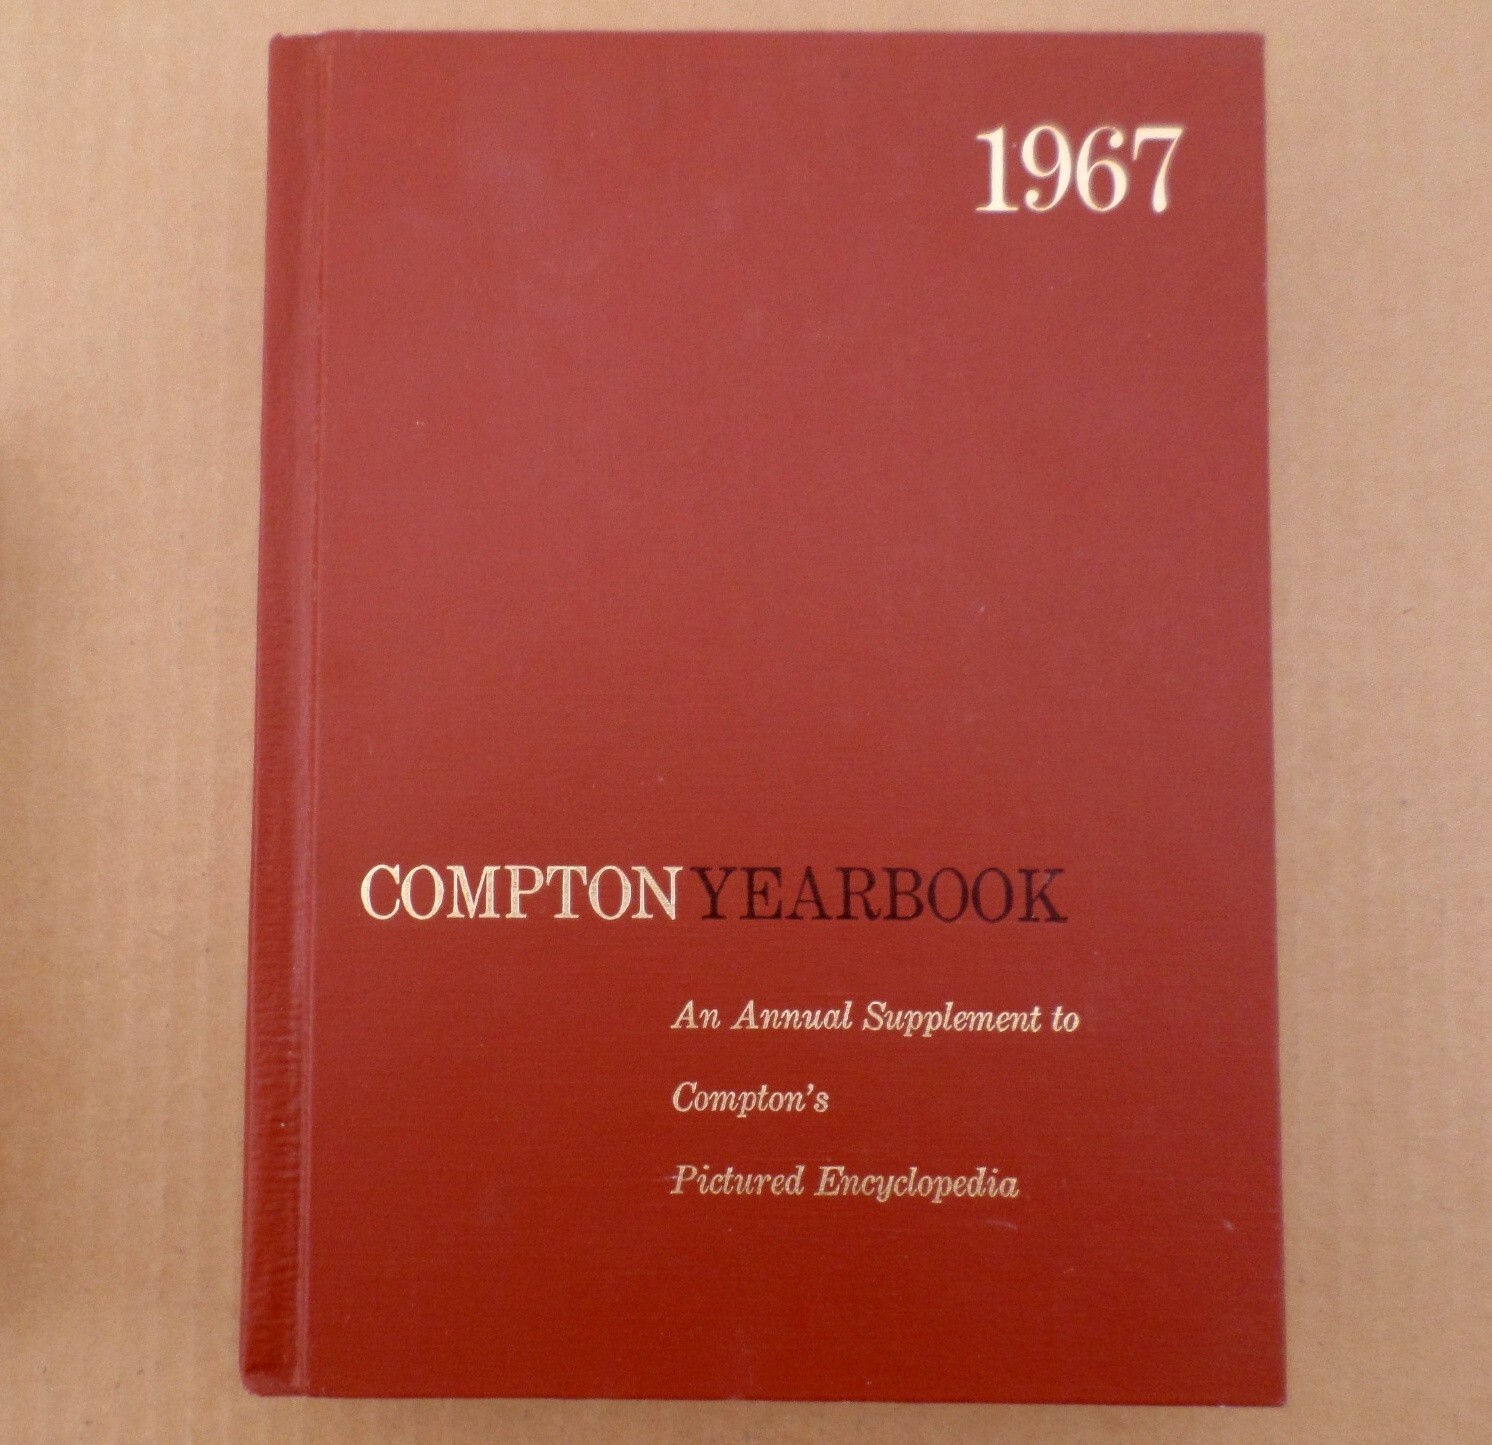 1967
COMPTON YEARBOOK
An Annual Supplement to
Compton's
Pictured Encyclopedia